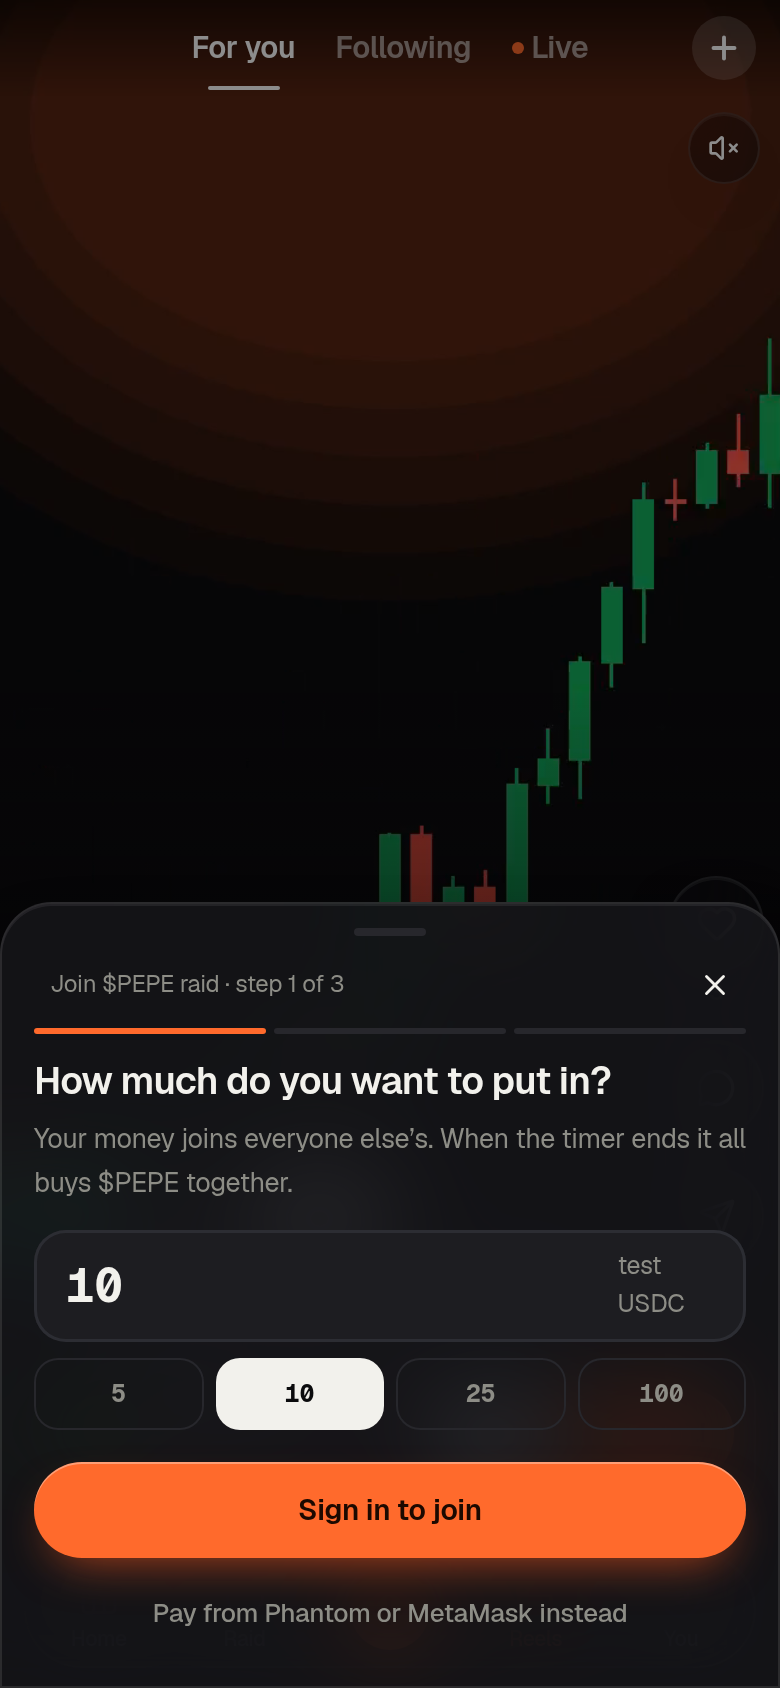 For you
Following
Live
Join $PEPE raid · step 1 of 3
How much do you want to put in?
Your money joins everyone else’s. When the timer ends it all
buys $PEPE together.
10
test
USDC
5
10
25
100
Sign in to join
Pay from Phantom or MetaMask instead